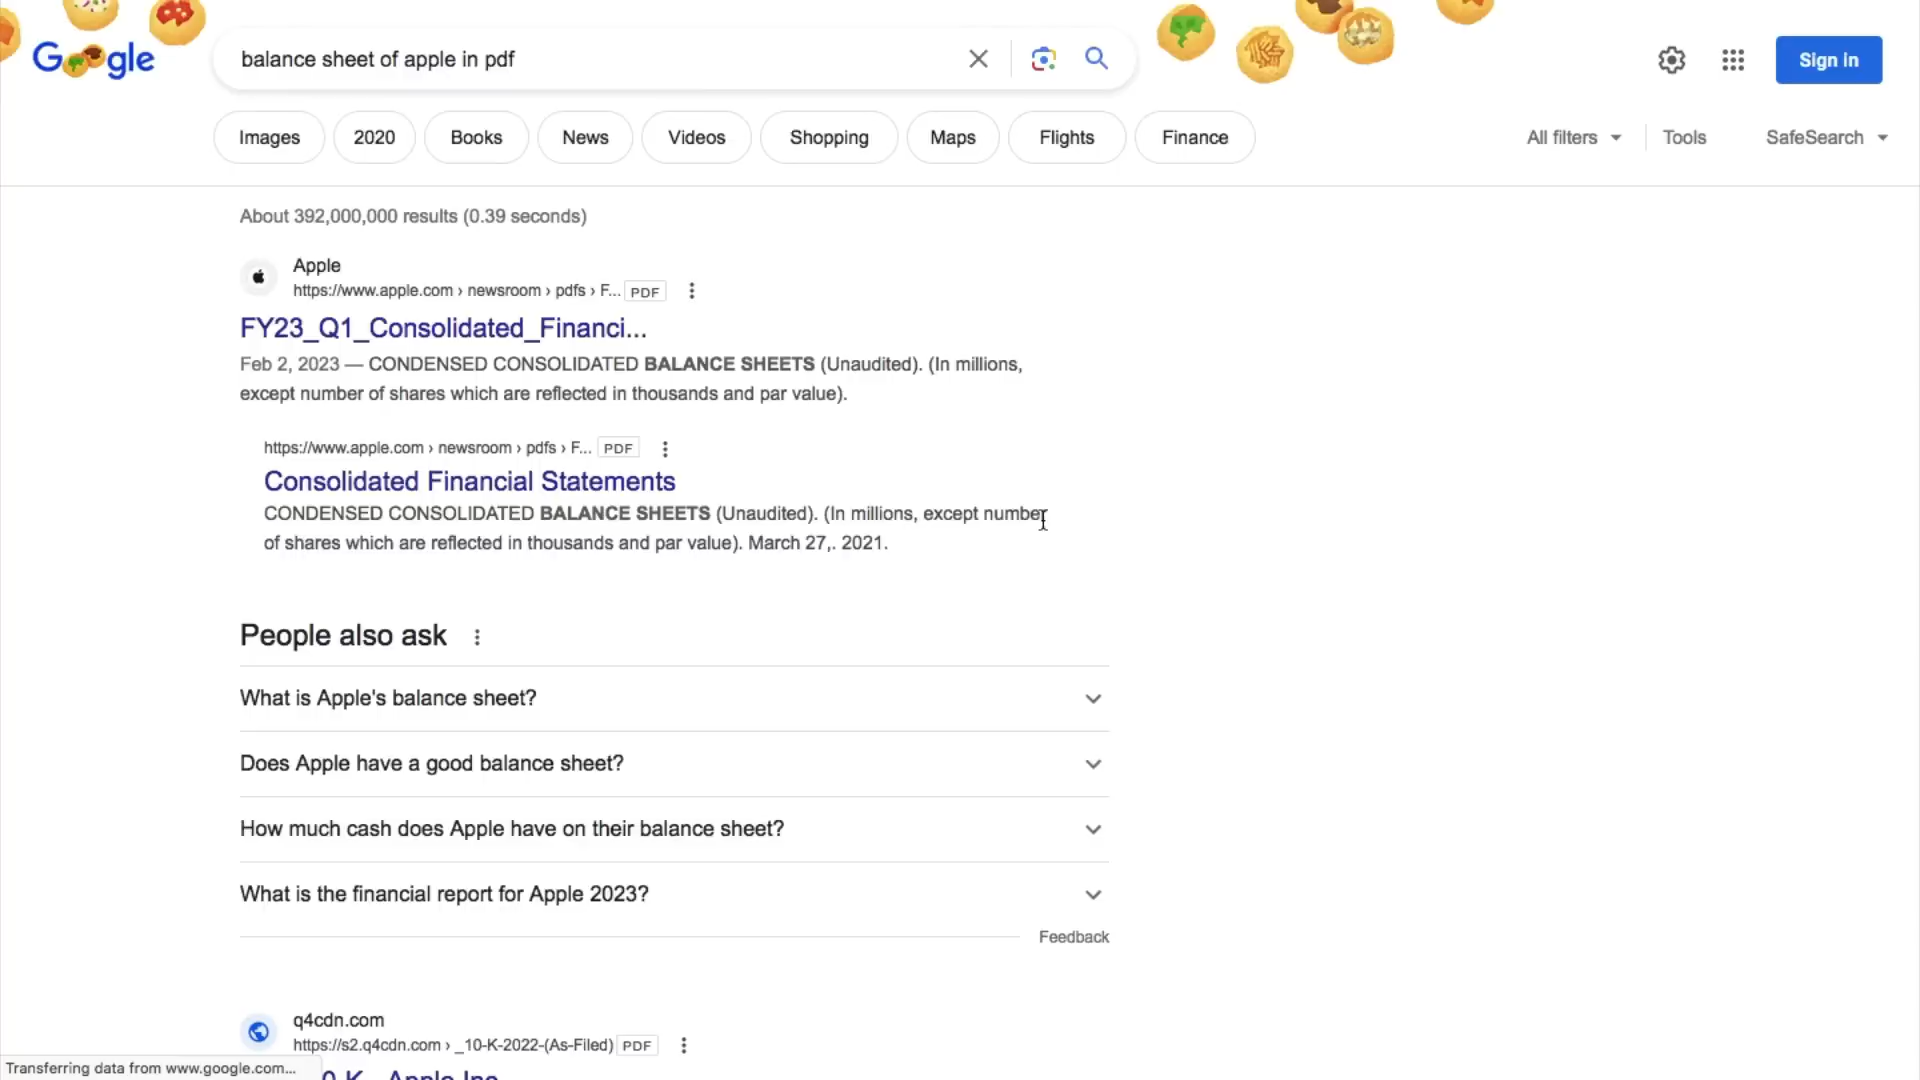 Google
balance sheet of apple in pdf
Sign in
Images
2020
Books
News
Videos
Shopping
Maps
Flights
Finance
All filters
Tools
SafeSearch
About 392,000,000 results (0.39 seconds)
Apple
https://www.apple.com › newsroom › pdfs › F... PDF
FY23_Q1_Consolidated_Financi...
Feb 2, 2023 — CONDENSED CONSOLIDATED BALANCE SHEETS (Unaudited). (In millions,
except number of shares which are reflected in thousands and par value).
https://www.apple.com › newsroom › pdfs › F... PDF
Consolidated Financial Statements
CONDENSED CONSOLIDATED BALANCE SHEETS (Unaudited). (In millions, except number
of shares which are reflected in thousands and par value). March 27,. 2021.
People also ask
What is Apple's balance sheet?
Does Apple have a good balance sheet?
How much cash does Apple have on their balance sheet?
What is the financial report for Apple 2023?
Feedback
q4cdn.com
https://s2.q4cdn.com › _10-K-2022-(As-Filed) PDF
Transferring data from www.google.com...
0-K - Apple Inc